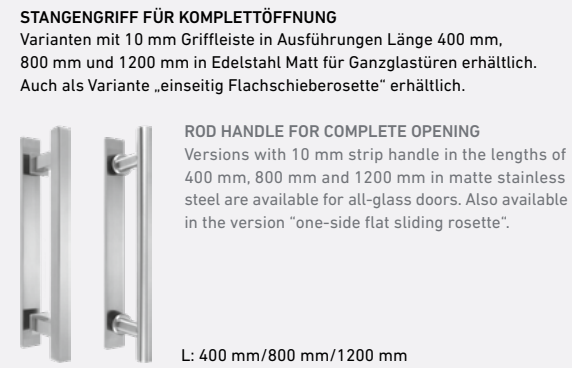 STANGENGRIFF FÜR KOMPLETTÖFFNUNG
Varianten mit 10 mm Griffleiste in Ausführungen Länge 400 mm,
800 mm und 1200 mm in Edelstahl Matt für Ganzglastüren erhältlich.
Auch als Variante „einseitig Flachschieberosette“ erhältlich.
ROD HANDLE FOR COMPLETE OPENING
Versions with 10 mm strip handle in the lengths of
400 mm, 800 mm and 1200 mm in matte stainless
steel are available for all-glass doors. Also available
in the version “one-side flat sliding rosette“.
L: 400 mm/800 mm/1200 mm